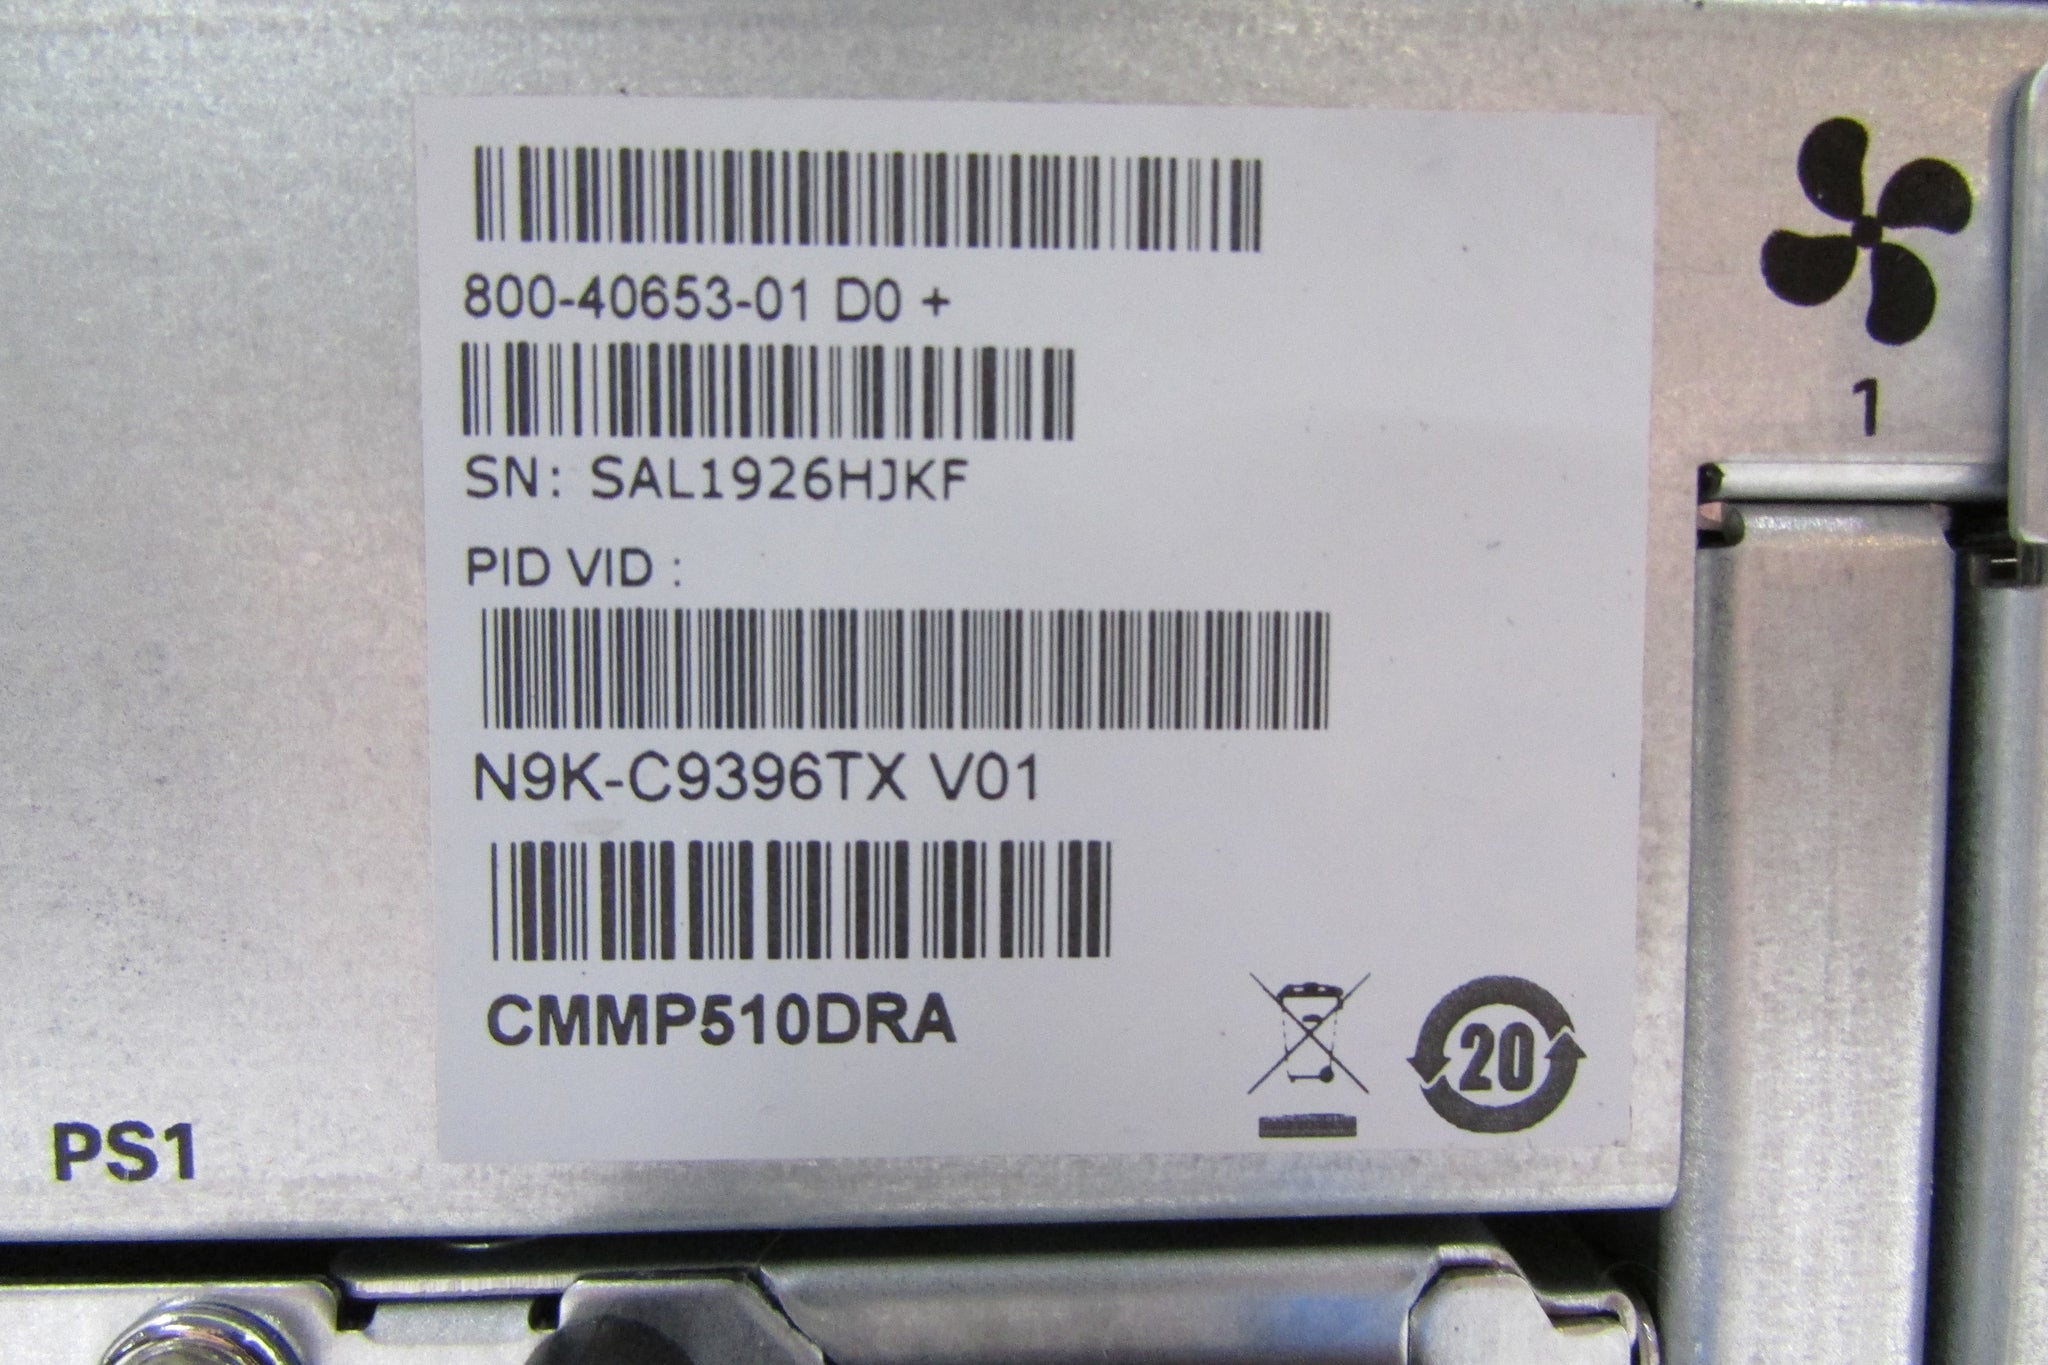 800-40653-01 D0 +
1
SN: SAL1926HJKF
PID VID :
N9K-C9396TX V01
CMMP510DRA
20
PS1